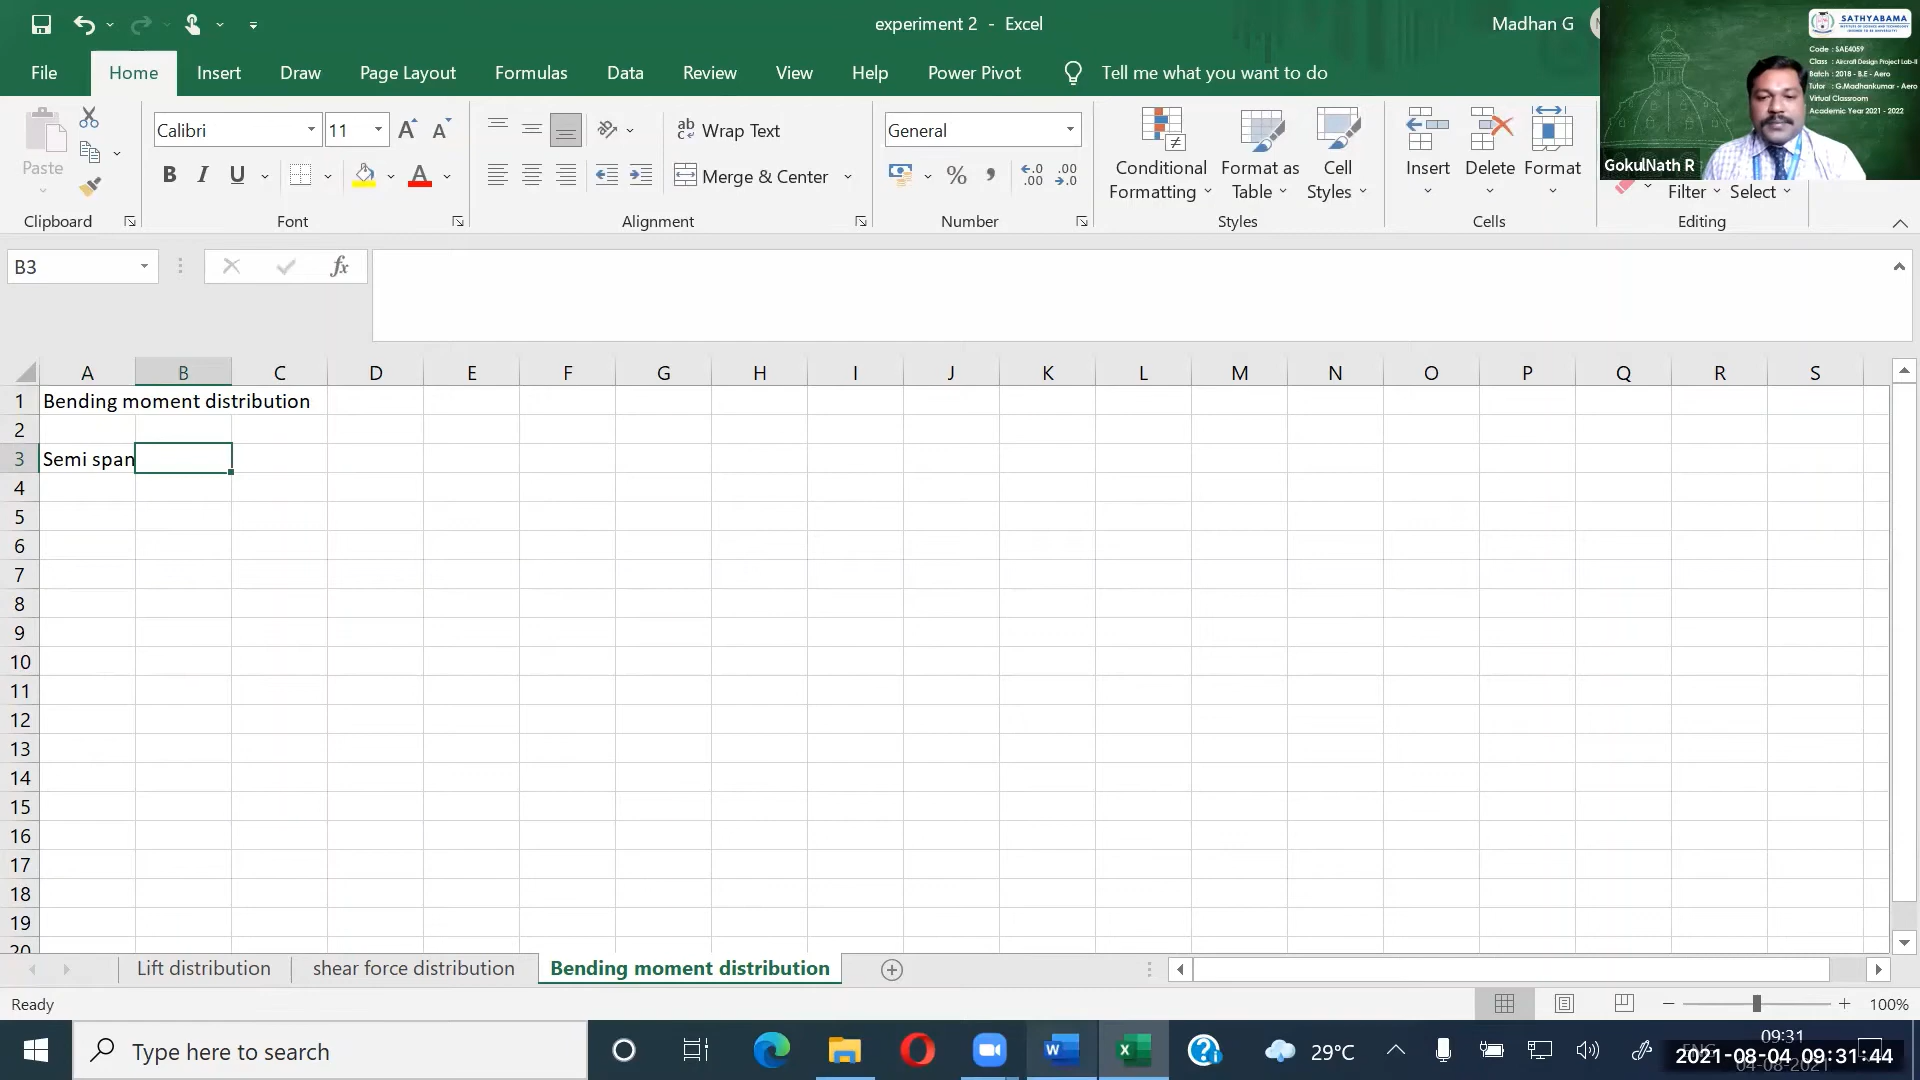 experiment 2 - Excel
Madhan G
SATHYABAMA
Code : SAE4059
Class : Aircraft Design Project Lab-II
Batch : 2018 - B.E - Aero
Tutor : G.Madhankumar - Aero
Virtual Classroom
Academic Year 2021 - 2022
GokulNath R
File Home Insert Draw Page Layout Formulas Data Review View Help Power Pivot Tell me what you want to do
Paste
Clipboard
Calibri 11
B I U
Font
Wrap Text
Merge & Center
Alignment
General
Number
Conditional Formatting
Format as Table
Cell Styles
Styles
Insert Delete Format
Cells
Filter Select
Editing
B3 fx
A B C D E F G H I J K L M N O P Q R S
1 Bending moment distribution
2
3 Semi span
4
5
6
7
8
9
10
11
12
13
14
15
16
17
18
19
20
Lift distribution shear force distribution Bending moment distribution
Ready 100%
Type here to search
29°C
09:31
2021-08-04 09:31:44
04-08-2021